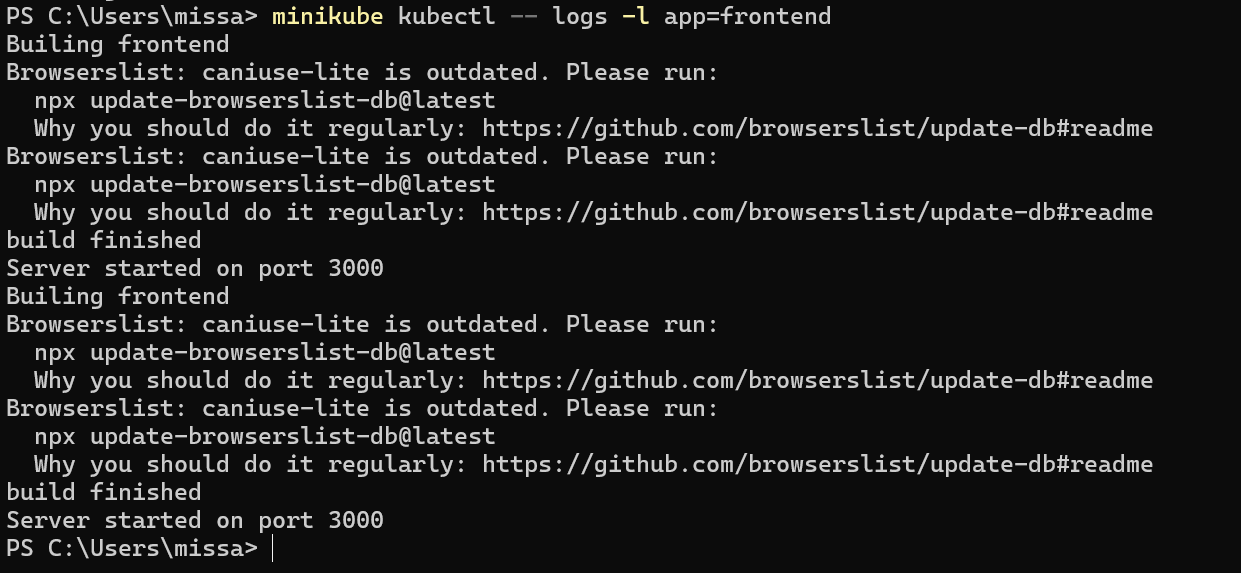 PS C:\Users\missa> minikube kubectl -- logs -l app=frontend
Builing frontend
Browserslist: caniuse-lite is outdated. Please run:
  npx update-browserslist-db@latest
  Why you should do it regularly: https://github.com/browserslist/update-db#readme
Browserslist: caniuse-lite is outdated. Please run:
  npx update-browserslist-db@latest
  Why you should do it regularly: https://github.com/browserslist/update-db#readme
build finished
Server started on port 3000
Builing frontend
Browserslist: caniuse-lite is outdated. Please run:
  npx update-browserslist-db@latest
  Why you should do it regularly: https://github.com/browserslist/update-db#readme
Browserslist: caniuse-lite is outdated. Please run:
  npx update-browserslist-db@latest
  Why you should do it regularly: https://github.com/browserslist/update-db#readme
build finished
Server started on port 3000
PS C:\Users\missa>